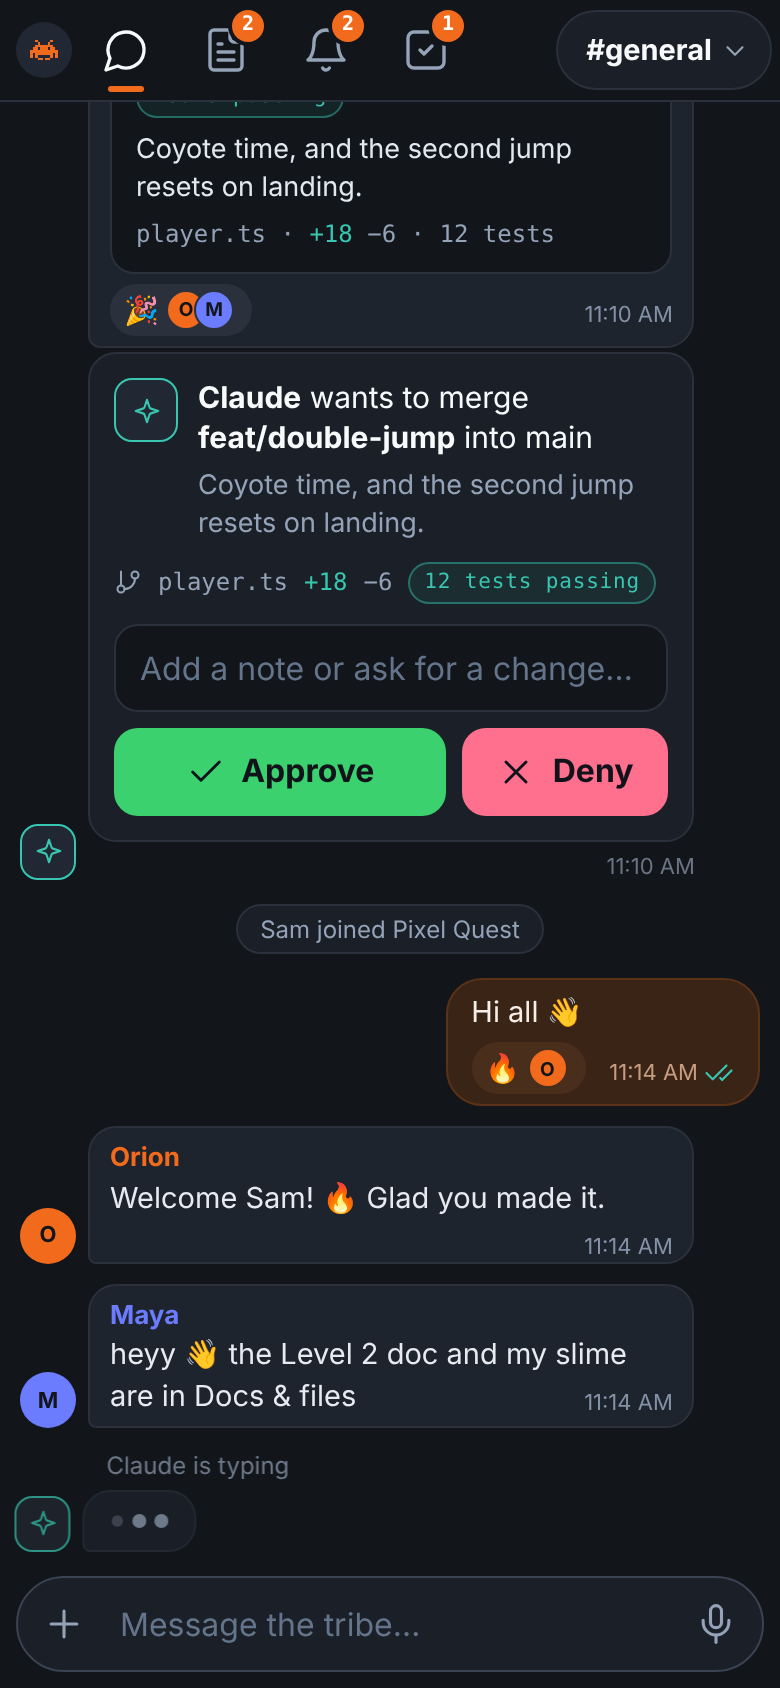 2
2
1
#general
Coyote time, and the second jump
resets on landing.
player.ts · +18 −6 · 12 tests
O M
11:10 AM
Claude wants to merge
feat/double-jump into main
Coyote time, and the second jump
resets on landing.
player.ts +18 −6 12 tests passing
Add a note or ask for a change...
Approve
Deny
11:10 AM
Sam joined Pixel Quest
Hi all 👋
🔥 O 11:14 AM
Orion
Welcome Sam! 🔥 Glad you made it.
11:14 AM
O
Maya
heyy 👋 the Level 2 doc and my slime
are in Docs & files
11:14 AM
M
Claude is typing
Message the tribe...